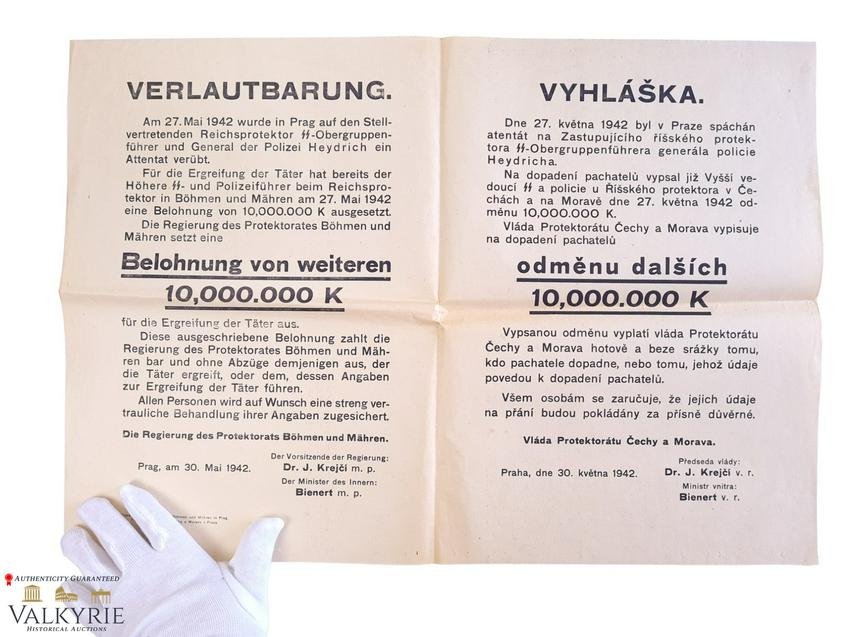 VERLAUTBARUNG.
Am 27. Mai 1942 wurde in Prag auf den Stell-
vertretenden Reichsprotektor ᛋᛋ-Obergruppen-
führer und General der Polizei Heydrich ein
Attentat verübt.
Für die Ergreifung der Täter hat bereits der
Höhere ᛋᛋ- und Polizeiführer beim Reichspro-
tektor in Böhmen und Mähren am 27. Mai 1942
eine Belohnung von 10,000.000 K ausgesetzt.
Die Regierung des Protektorates Böhmen und
Mähren setzt eine
Belohnung von weiteren
10,000.000 K
für die Ergreifung der Täter aus.
Diese ausgeschriebene Belohnung zahlt die
Regierung des Protektorates Böhmen und Mäh-
ren bar und ohne Abzüge demjenigen aus, der
die Täter ergreift, oder dem, dessen Angaben
zur Ergreifung der Täter führen.
Allen Personen wird auf Wunsch eine streng ver-
trauliche Behandlung ihrer Angaben zugesichert.
Die Regierung des Protektorats Böhmen und Mähren.
Prag, am 30. Mai 1942.
Der Vorsitzende der Regierung:
Dr. J. Krejčí m. p.
Der Minister des Innern:
Bienert m. p.
Böhmen und Mähren in Prag
a Morava v Praze
VYHLÁŠKA.
Dne 27. května 1942 byl v Praze spáchán
atentát na Zastupujícího říšského protek-
tora ᛋᛋ-Obergruppenführera generála policie
Heydricha.
Na dopadení pachatelů vypsal již Vyšší ve-
doucí ᛋᛋ a policie u Říšského protektora v Če-
chách a na Moravě dne 27. května 1942 od-
měnu 10,000.000 K.
Vláda Protektorátu Čechy a Morava vypisuje
na dopadení pachatelů
odměnu dalších
10,000.000 K
Vypsanou odměnu vyplatí vláda Protektorátu
Čechy a Morava hotově a beze srážky tomu,
kdo pachatele dopadne, nebo tomu, jehož údaje
povedou k dopadení pachatelů.
Všem osobám se zaručuje, že jejich údaje
na přání budou pokládány za přísně důvěrné.
Vláda Protektorátu Čechy a Morava.
Praha, dne 30. května 1942.
Předseda vlády:
Dr. J. Krejčí v. r.
Ministr vnitra:
Bienert v. r.
AUTHENTICITY GUARANTEED
VALKYRIE
HISTORICAL AUCTIONS